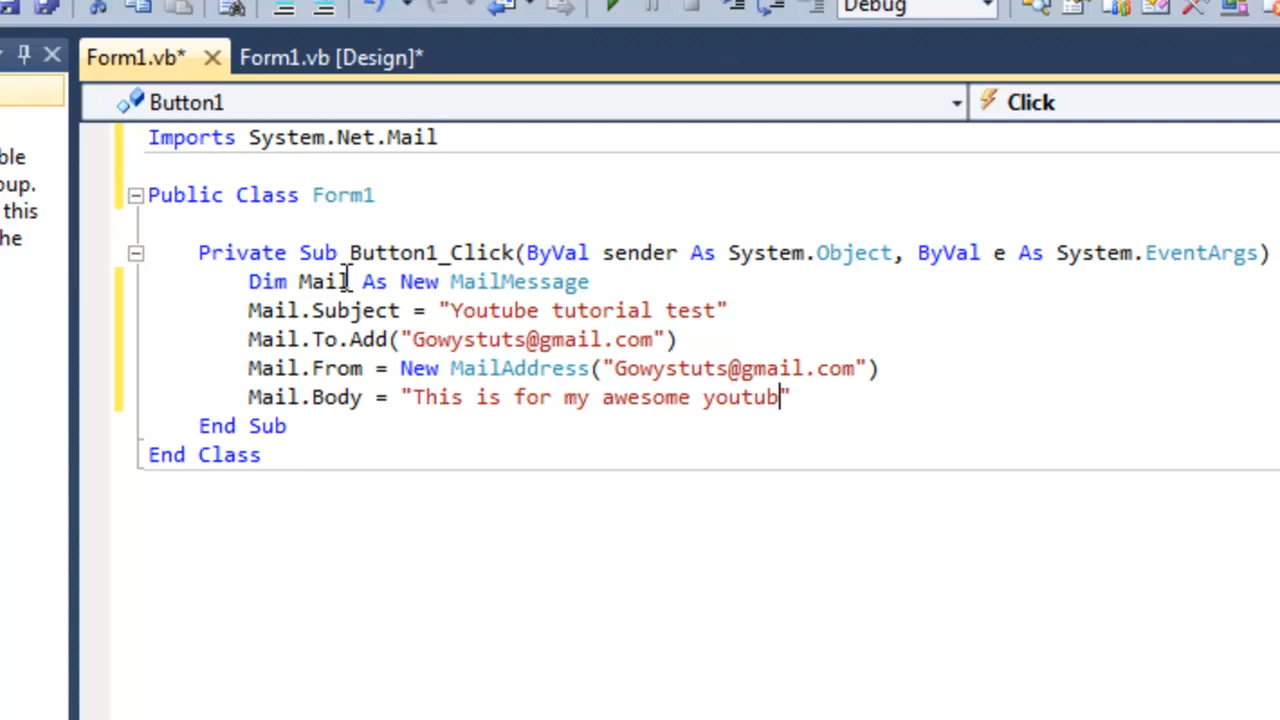 Debug
Form1.vb* Form1.vb [Design]*
Button1 Click
Imports System.Net.Mail
ble
oup.
this
he
Public Class Form1
Private Sub Button1_Click(ByVal sender As System.Object, ByVal e As System.EventArgs)
Dim Mail As New MailMessage
Mail.Subject = "Youtube tutorial test"
Mail.To.Add("Gowystuts@gmail.com")
Mail.From = New MailAddress("Gowystuts@gmail.com")
Mail.Body = "This is for my awesome youtub"
End Sub
End Class